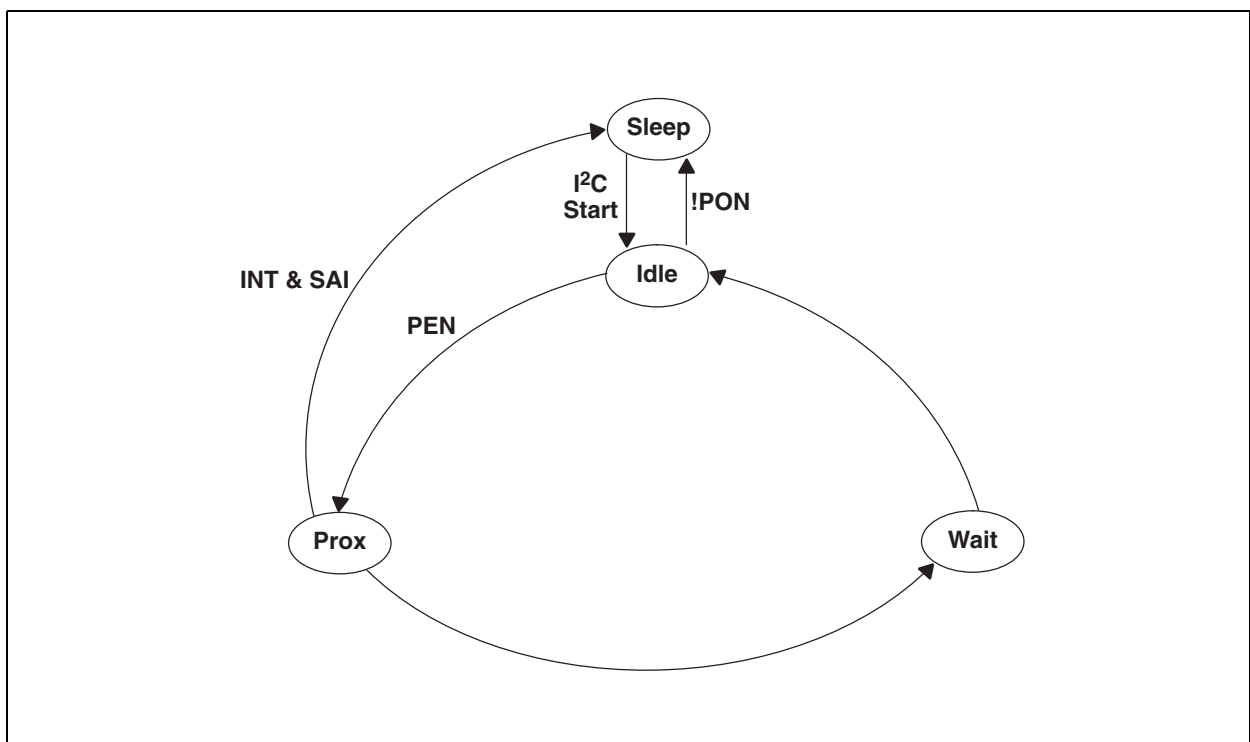 Sleep
I²C
Start
!PON
Idle
INT & SAI
PEN
Prox
Wait